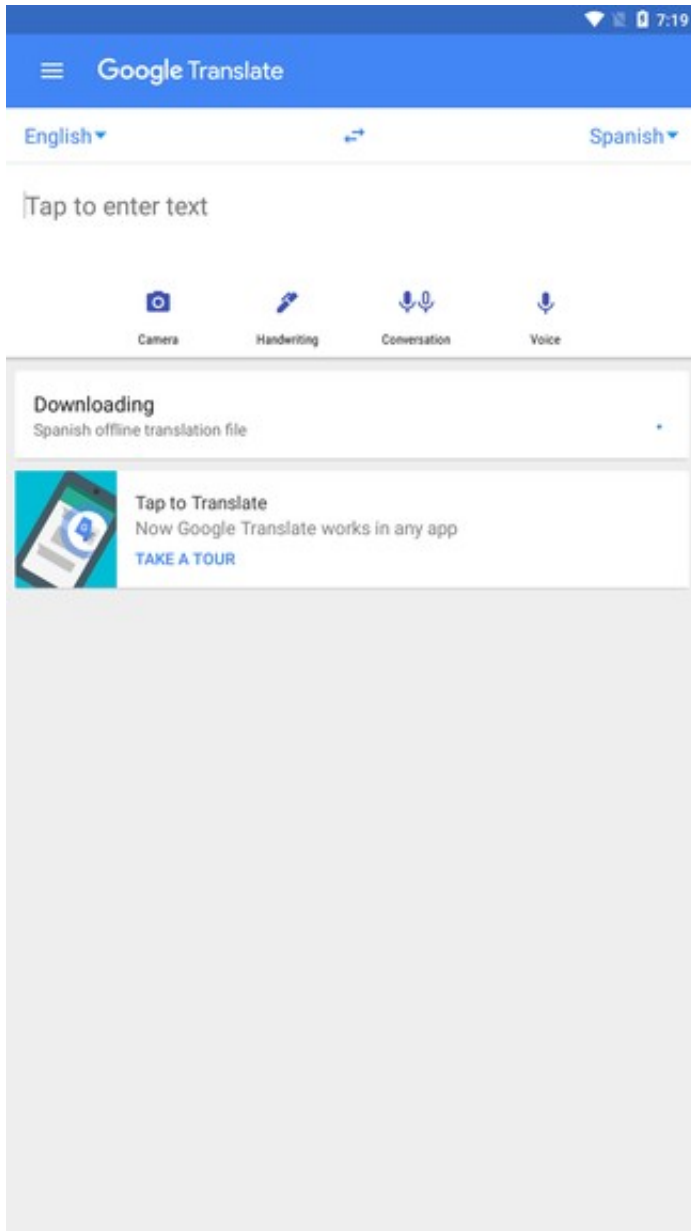 7:19
Google Translate
English
Spanish
Tap to enter text
Camera
Handwriting
Conversation
Voice
Downloading
Spanish offline translation file
Tap to Translate
Now Google Translate works in any app
TAKE A TOUR